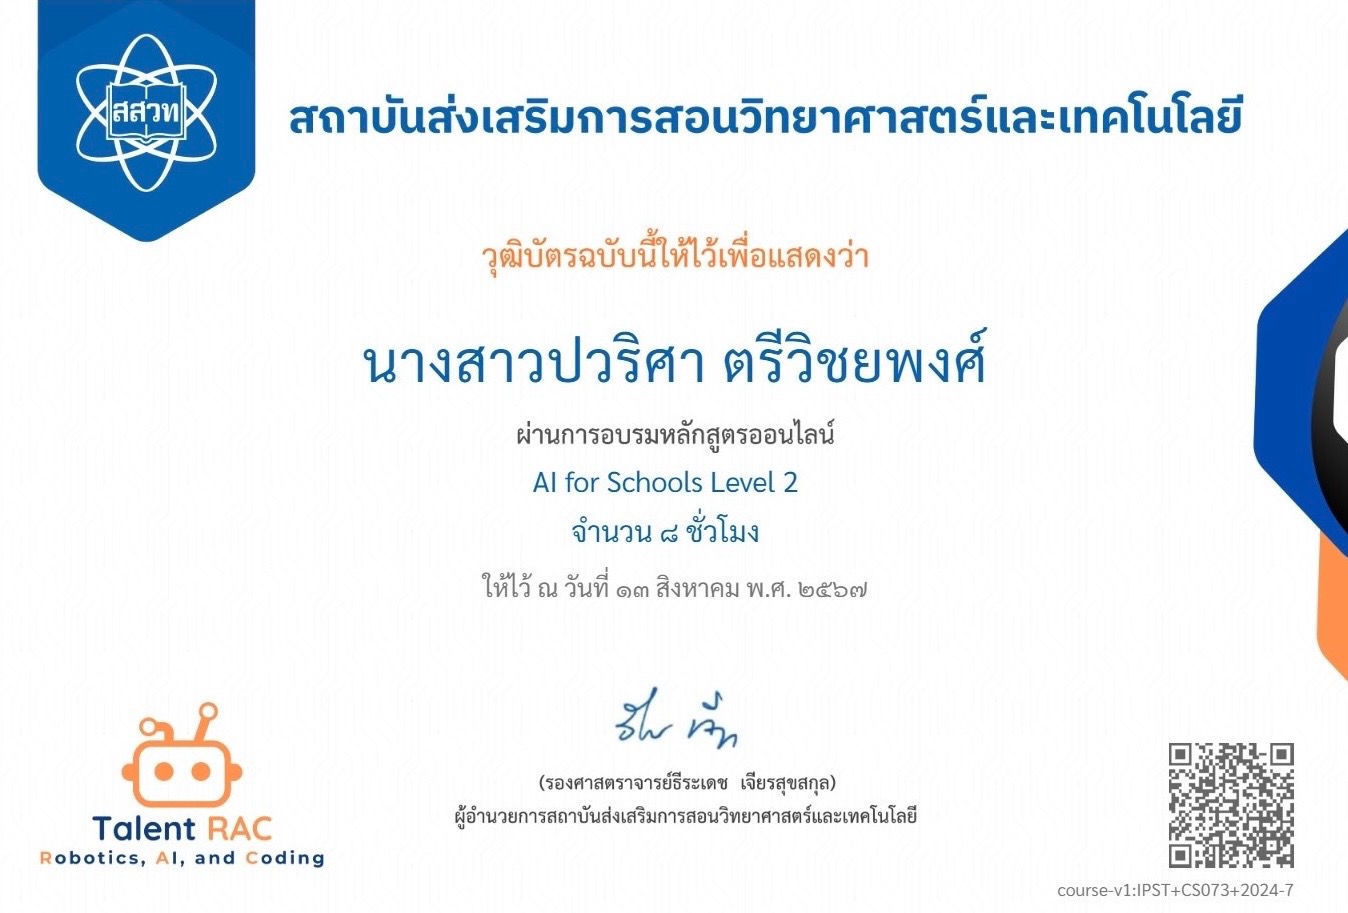 สสวท
สถาบันส่งเสริมการสอนวิทยาศาสตร์และเทคโนโลยี
วุฒิบัตรฉบับนี้ให้ไว้เพื่อแสดงว่า
นางสาวปวริศา ตรีวิชยพงศ์
ผ่านการอบรมหลักสูตรออนไลน์
AI for Schools Level 2
จำนวน ๘ ชั่วโมง
ให้ไว้ ณ วันที่ ๑๓ สิงหาคม พ.ศ. ๒๕๖๗
(รองศาสตราจารย์ธีระเดช เจียรสุขสกุล)
ผู้อำนวยการสถาบันส่งเสริมการสอนวิทยาศาสตร์และเทคโนโลยี
Talent RAC
Robotics, AI, and Coding
course-v1:IPST+CS073+2024-7